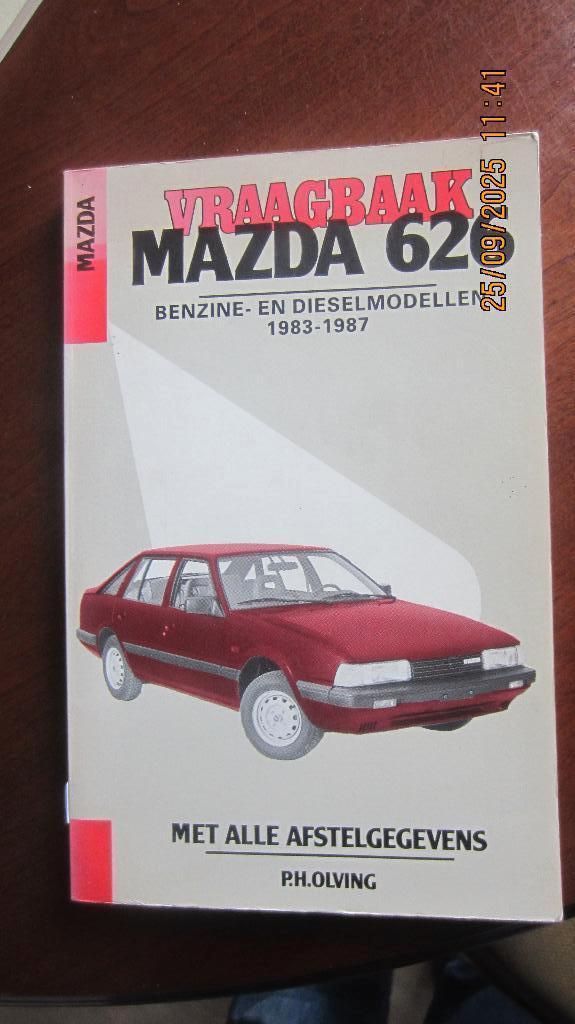 MAZDA
VRAAGBAAK
MAZDA 626
BENZINE- EN DIESELMODELLEN
1983-1987
MET ALLE AFSTELGEGEVENS
P.H.OLVING
25/09/2025 11:41